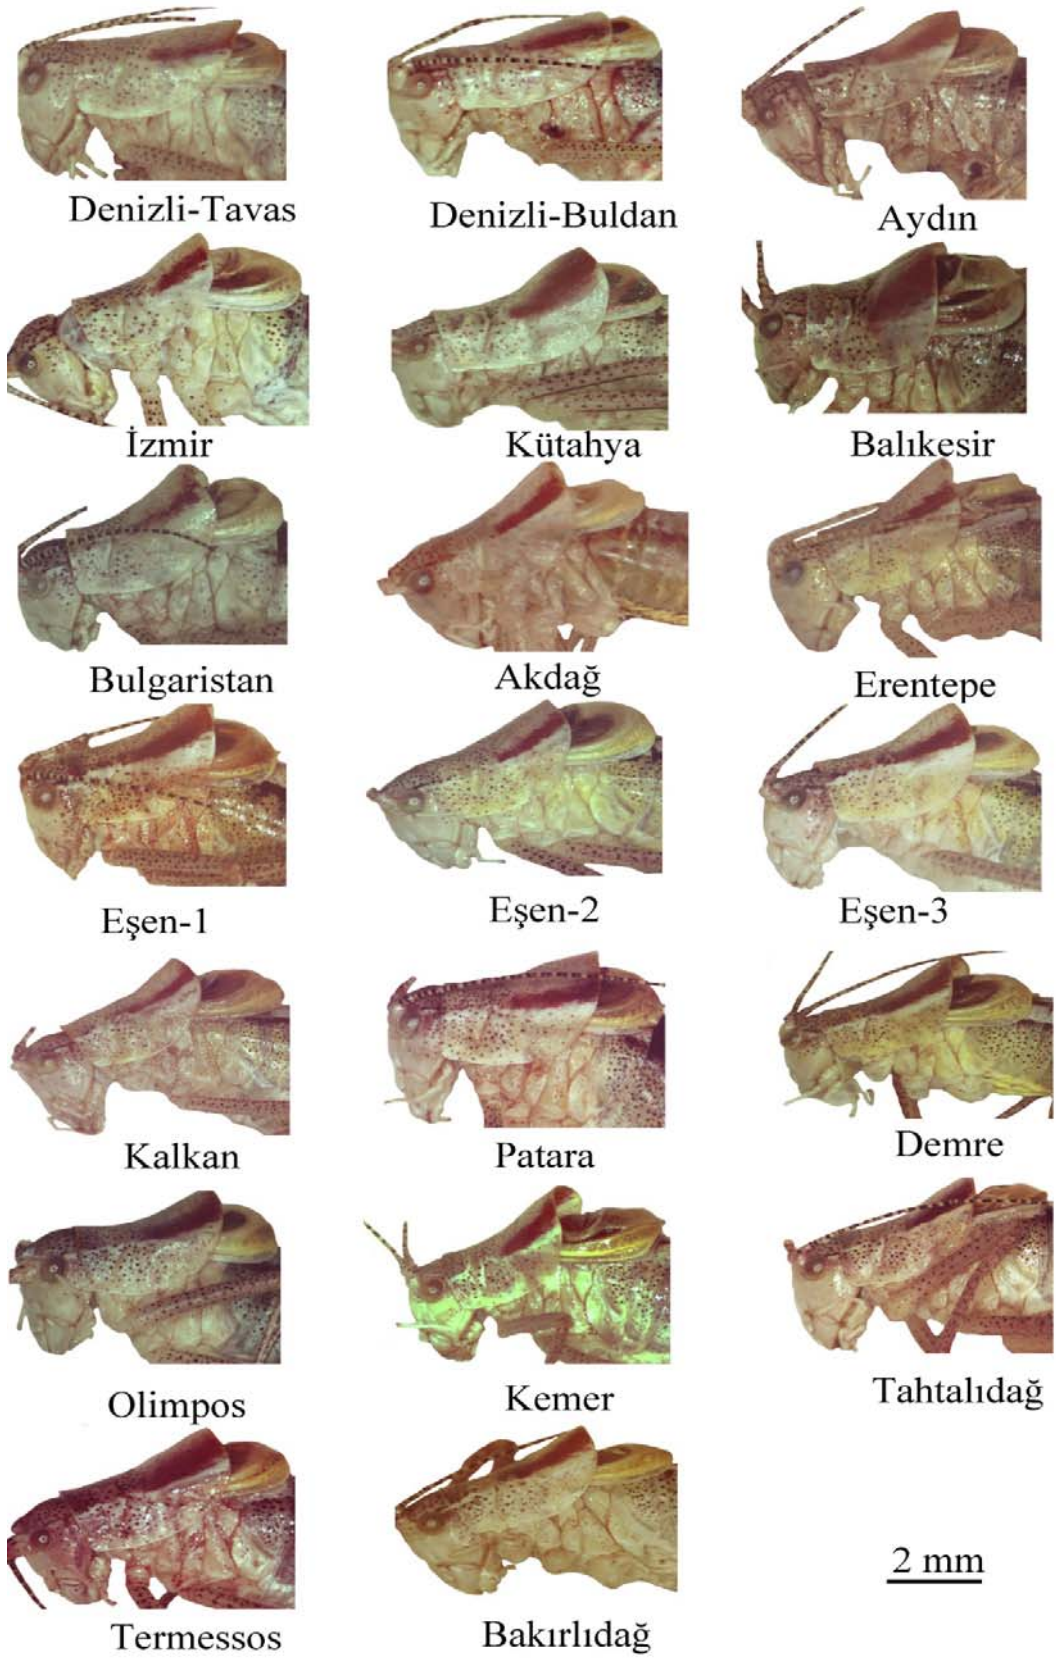 Denizli-Tavas
Denizli-Buldan
Aydın
İzmir
Kütahya
Balıkesir
Bulgaristan
Akdağ
Erentepe
Eşen-1
Eşen-2
Eşen-3
Kalkan
Patara
Demre
Olimpos
Kemer
Tahtalıdağ
Termessos
Bakırlıdağ
2 mm